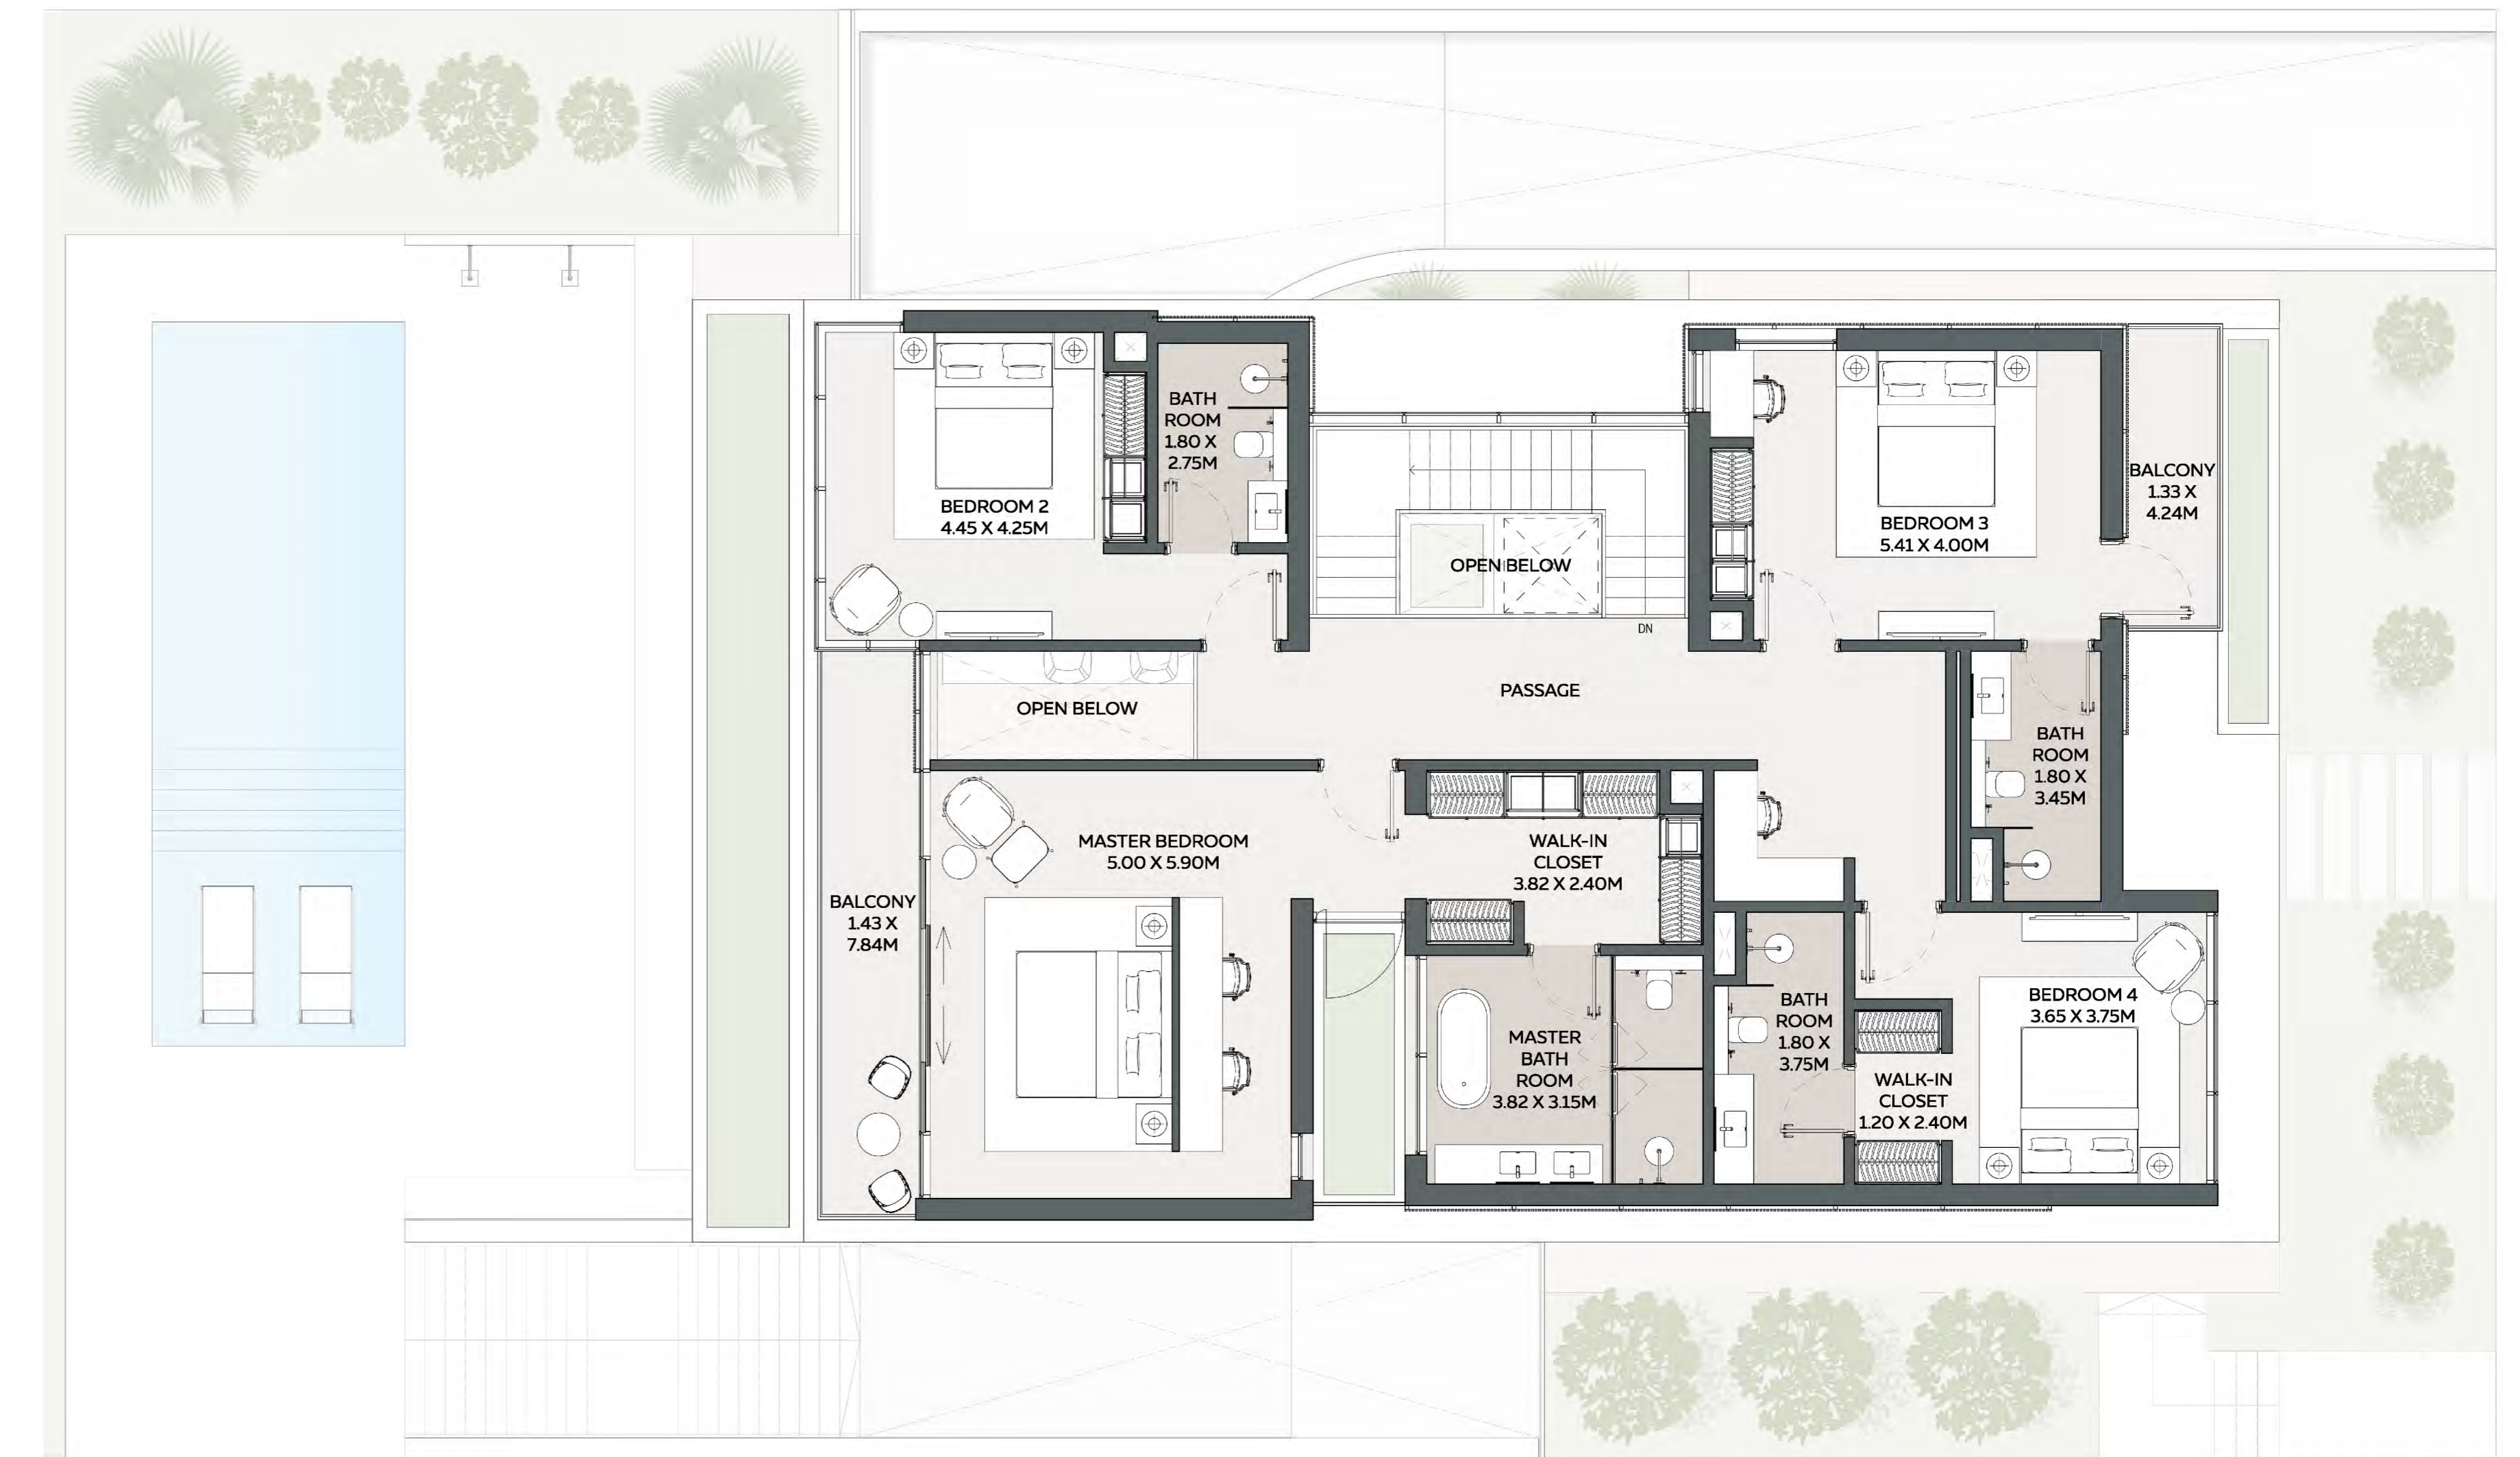 BATH
ROOM
1.80 X
2.75M
BEDROOM 2
4.45 X 4.25M
OPEN BELOW
DN
BEDROOM 3
5.41 X 4.00M
BALCONY
1.33 X
4.24M
OPEN BELOW
PASSAGE
BATH
ROOM
1.80 X
3.45M
MASTER BEDROOM
5.00 X 5.90M
WALK-IN
CLOSET
3.82 X 2.40M
BALCONY
1.43 X
7.84M
MASTER
BATH
ROOM
3.82 X 3.15M
BATH
ROOM
1.80 X
3.75M
WALK-IN
CLOSET
1.20 X 2.40M
BEDROOM 4
3.65 X 3.75M